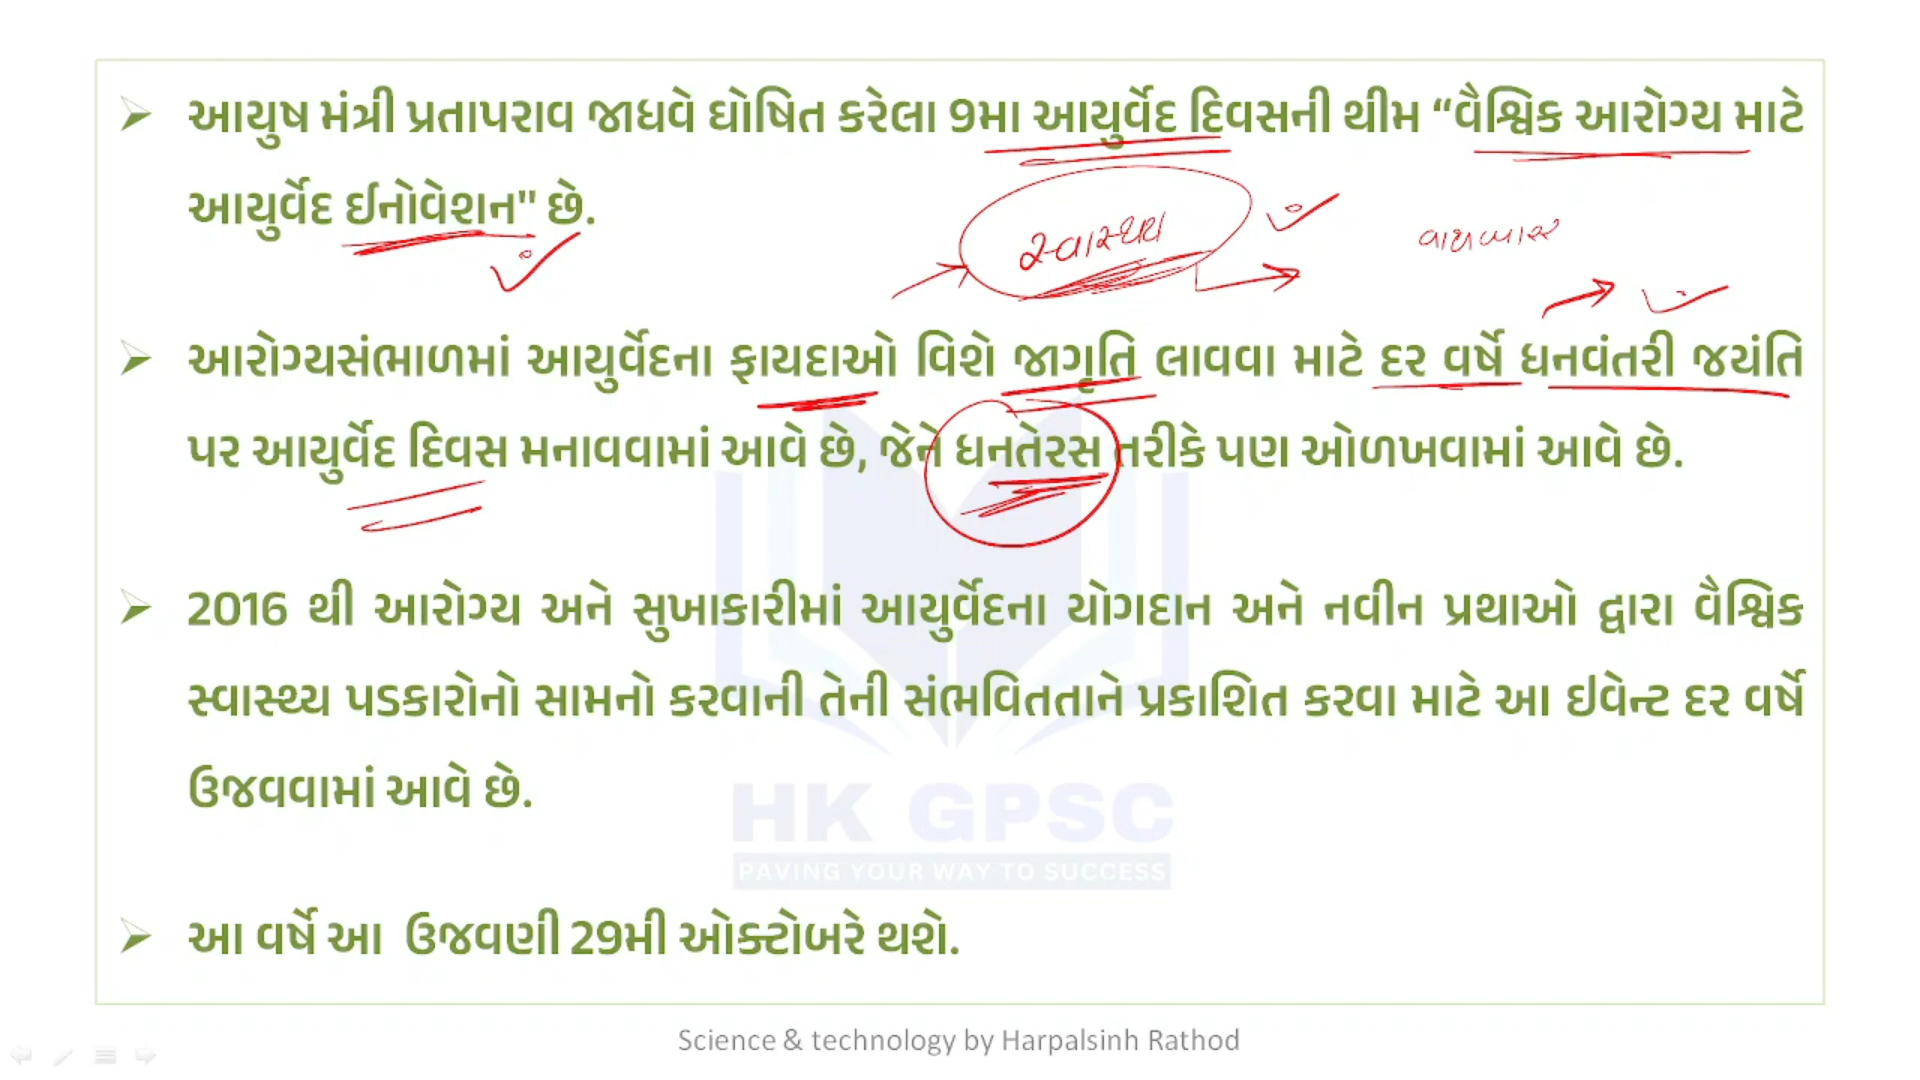 આયુષ મંત્રી પ્રતાપરાવ જાધવે ઘોષિત કરેલા 9મા આયુર્વેદ દિવસની થીમ “વૈશ્વિક આરોગ્ય માટે
આયુર્વેદ ઈનોવેશન" છે.
સ્વાસ્થ્ય
આરોગ્યસંભાળમાં આયુર્વેદના ફાયદાઓ વિશે જાગૃતિ લાવવા માટે દર વર્ષે ધનવંતરી જયંતિ
પર આયુર્વેદ દિવસ મનાવવામાં આવે છે, જેને ધનતેરસ તરીકે પણ ઓળખવામાં આવે છે.
2016 થી આરોગ્ય અને સુખાકારીમાં આયુર્વેદના યોગદાન અને નવીન પ્રથાઓ દ્વારા વૈશ્વિક
સ્વાસ્થ્ય પડકારોનો સામનો કરવાની તેની સંભવિતતાને પ્રકાશિત કરવા માટે આ ઇવેન્ટ દર વર્ષે
ઉજવવામાં આવે છે.
HK GPSC
PAVING YOUR WAY TO SUCCESS
આ વર્ષે આ ઉજવણી 29મી ઓક્ટોબરે થશે.
Science & technology by Harpalsinh Rathod